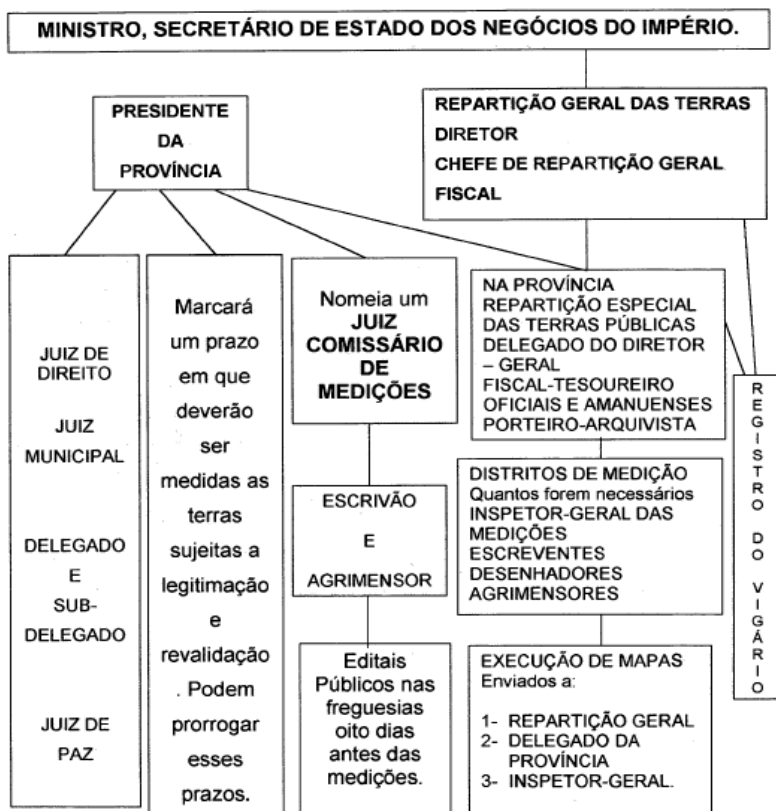 MINISTRO, SECRETÁRIO DE ESTADO DOS NEGÓCIOS DO IMPÉRIO.
PRESIDENTE
DA
PROVÍNCIA
REPARTIÇÃO GERAL DAS TERRAS
DIRETOR
CHEFE DE REPARTIÇÃO GERAL
FISCAL
JUIZ DE
DIREITO
JUIZ
MUNICIPAL
DELEGADO
E
SUB-
DELEGADO
JUIZ DE
PAZ
Marcará
um prazo
em que
deverão
ser
medidas as
terras
sujeitas a
legitimação
e
revalidação
. Podem
prorrogar
esses
prazos.
Nomeia um
JUIZ
COMISSÁRIO
DE
MEDIÇÕES
ESCRIVÃO
E
AGRIMENSOR
Editais
Públicos nas
freguesias
oito dias
antes das
medições.
NA PROVÍNCIA
REPARTIÇÃO ESPECIAL
DAS TERRAS PÚBLICAS
DELEGADO DO DIRETOR
– GERAL
FISCAL-TESOUREIRO
OFICIAIS E AMANUENSES
PORTEIRO-ARQUIVISTA
DISTRITOS DE MEDIÇÃO
Quantos forem necessários
INSPETOR-GERAL DAS
MEDIÇÕES
ESCREVENTES
DESENHADORES
AGRIMENSORES
EXECUÇÃO DE MAPAS
Enviados a:
1- REPARTIÇÃO GERAL
2- DELEGADO DA
PROVÍNCIA
3- INSPETOR-GERAL.
REGISTRO DO VIGÁRIO